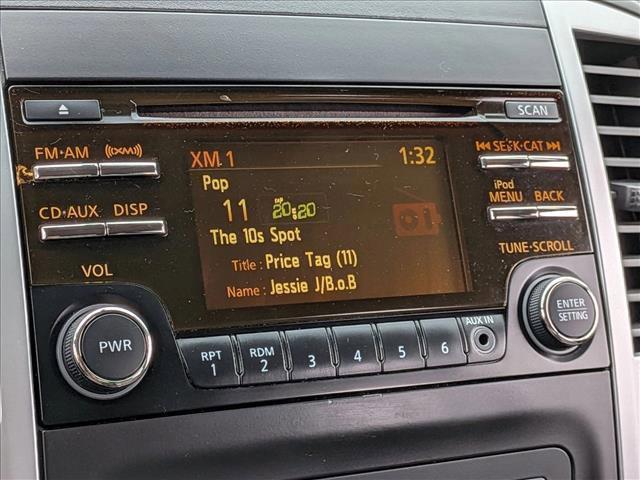 SCAN
FM·AM ((XM))
XM 1 1:32
SEEK·CAT
Pop
iPod
MENU BACK
11
20:20
CD·AUX DISP
The 10s Spot
TUNE·SCROLL
Title : Price Tag (11)
VOL
Name : Jessie J/B.o.B
ENTER
SETTING
PWR
AUX IN
RPT
1
RDM
2
3
4
5
6